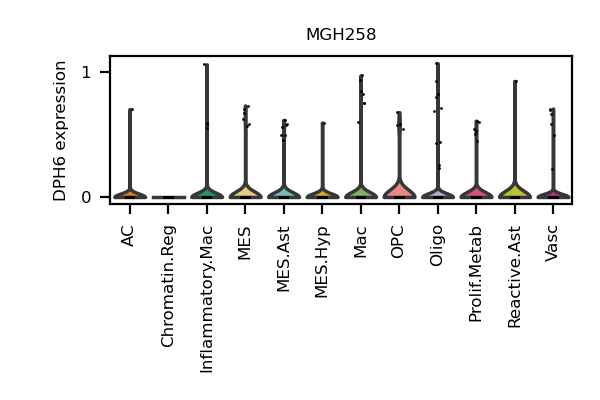 MGH258
DPH6 expression
1
0
AC
Chromatin.Reg
Inflammatory.Mac
MES
MES.Ast
MES.Hyp
Mac
OPC
Oligo
Prolif.Metab
Reactive.Ast
Vasc